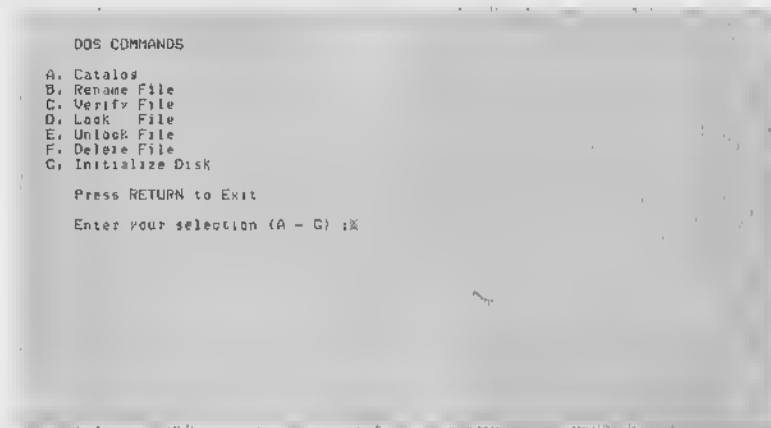 DOS COMMANDS
A. Catalog
B. Rename File
C. Verify File
D. Lock File
E. Unlock File
F. Delete File
G. Initialize Disk
Press RETURN to Exit
Enter your selection (A - G) :